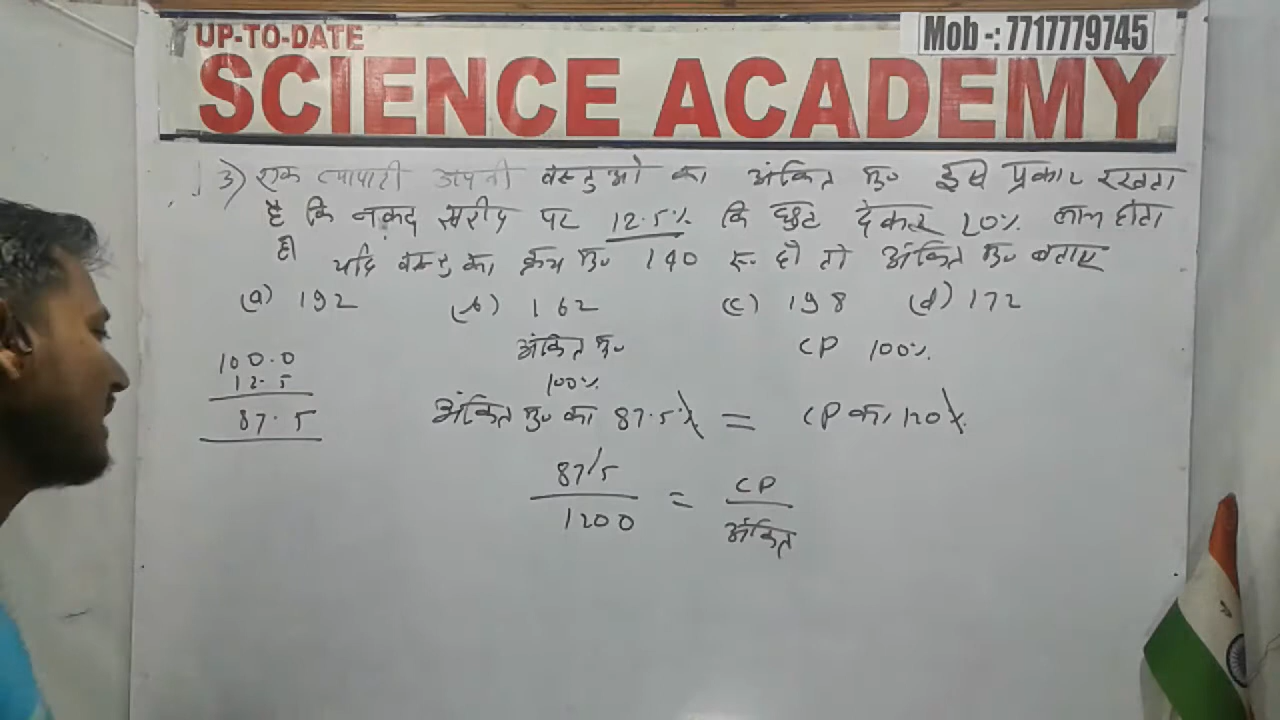 UP-TO-DATE
Mob -: 7717779745
SCIENCE ACADEMY
3) एक व्यापारी अपनी वस्तुओ का अंकित मू० इस प्रकार रखता
है कि नकद खरीद पर 12.5% कि छुट देकर 20% लाभ होता
हो यदि वस्तु का क्रय मू० 140 रू हो तो अंकित मू० बताए
(a) 192 (b) 162 (c) 198 (d) 172
अंकित मू० CP 100%
100.0
12.5
87.5
100%
अंकित मू० का 87.5% = CP का 120%
87/5 / 1200 = CP / अंकित